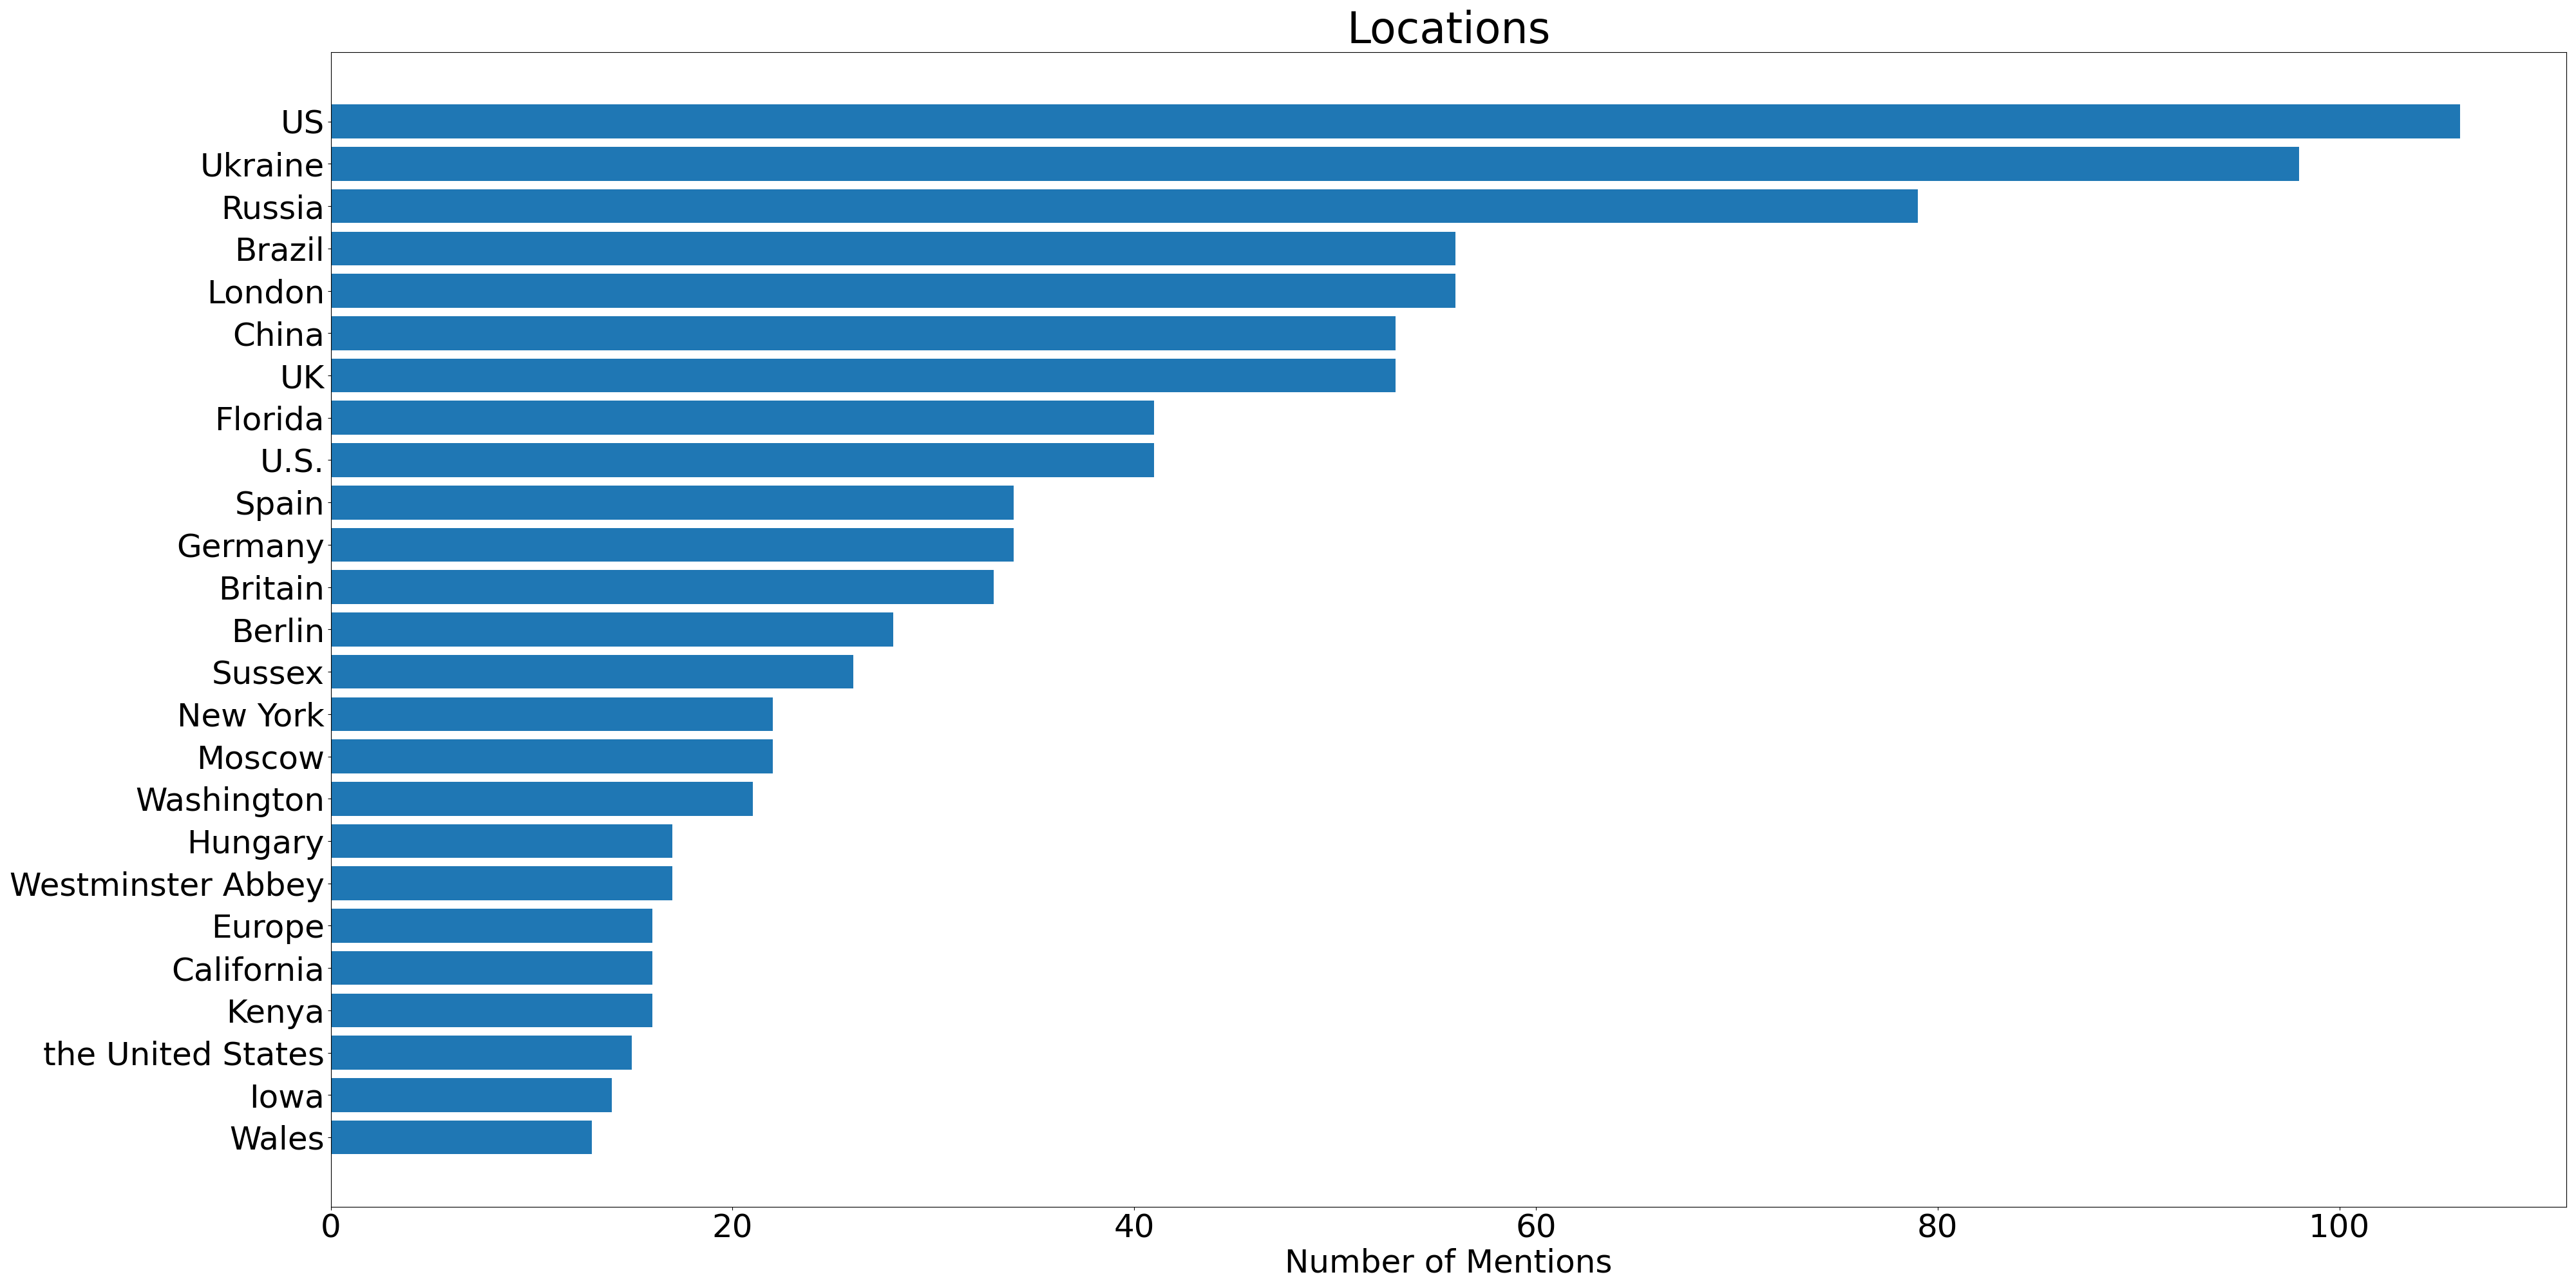 Locations
US
Ukraine
Russia
Brazil
London
China
UK
Florida
U.S.
Spain
Germany
Britain
Berlin
Sussex
New York
Moscow
Washington
Hungary
Westminster Abbey
Europe
California
Kenya
the United States
Iowa
Wales
0 20 40 60 80 100
Number of Mentions